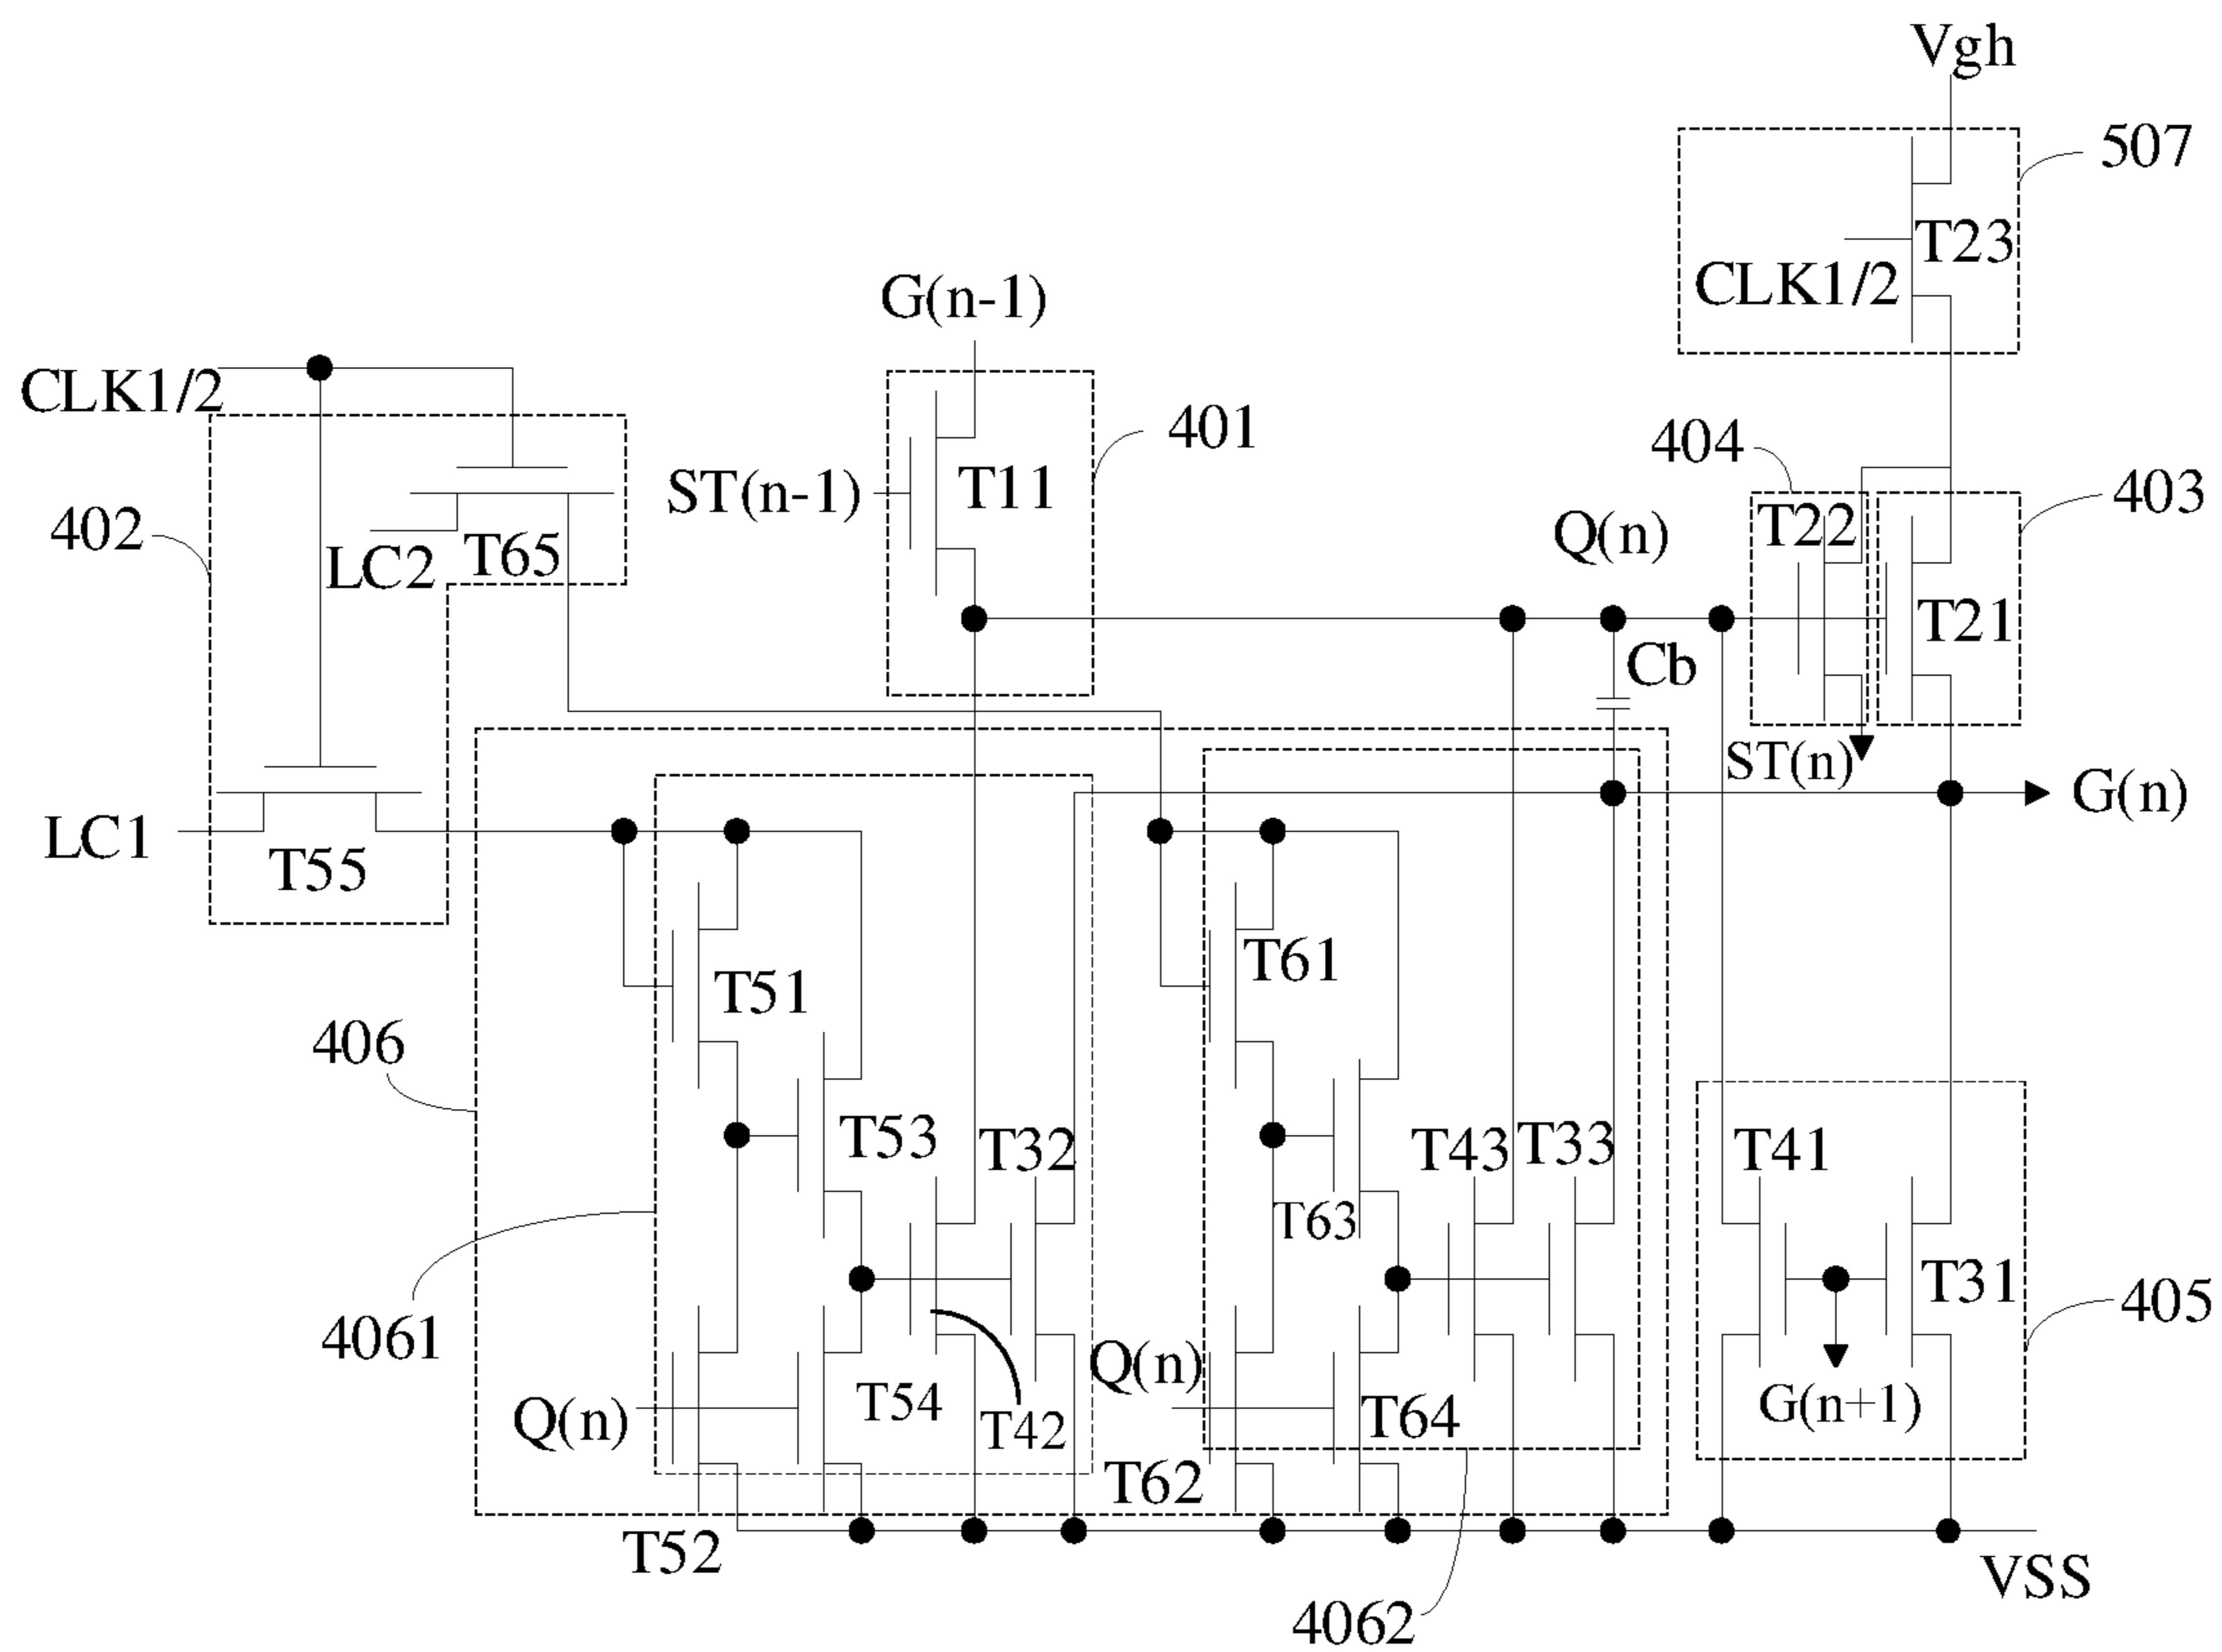 Vgh
507
T23
CLK1/2
G(n-1)
CLK1/2
401
404
ST(n-1)
T11
403
402
LC2
T65
Q(n)
T22
T21
Cb
ST(n)
G(n)
LC1
T55
T51
T61
406
T53
T32
T43
T33
T41
T63
T31
405
4061
Q(n)
T54
T42
Q(n)
T64
G(n+1)
T62
T52
VSS
4062